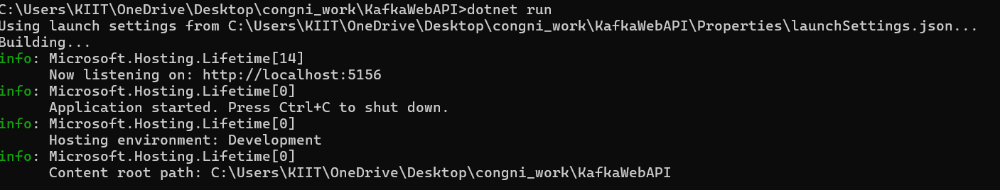 C:\Users\KIIT\OneDrive\Desktop\congni_work\KafkaWebAPI>dotnet run
Using launch settings from C:\Users\KIIT\OneDrive\Desktop\congni_work\KafkaWebAPI\Properties\launchSettings.json...
Building...
info: Microsoft.Hosting.Lifetime[14]
      Now listening on: http://localhost:5156
info: Microsoft.Hosting.Lifetime[0]
      Application started. Press Ctrl+C to shut down.
info: Microsoft.Hosting.Lifetime[0]
      Hosting environment: Development
info: Microsoft.Hosting.Lifetime[0]
      Content root path: C:\Users\KIIT\OneDrive\Desktop\congni_work\KafkaWebAPI